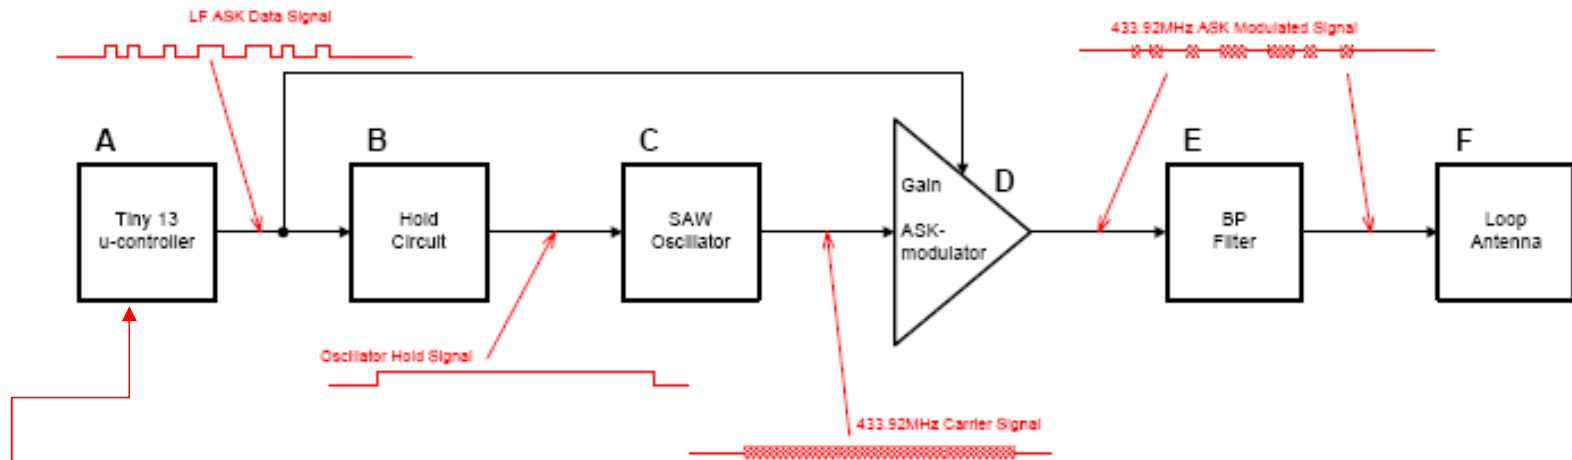 LF ASK Data Signal
433.92MHz ASK Modulated Signal
A
B
C
D
E
F
Tiny 13
u-controller
Hold
Circuit
SAW
Oscillator
Gain
ASK-
modulator
BP
Filter
Loop
Antenna
Oscillator Hold Signal
433.92MHz Carrier Signal